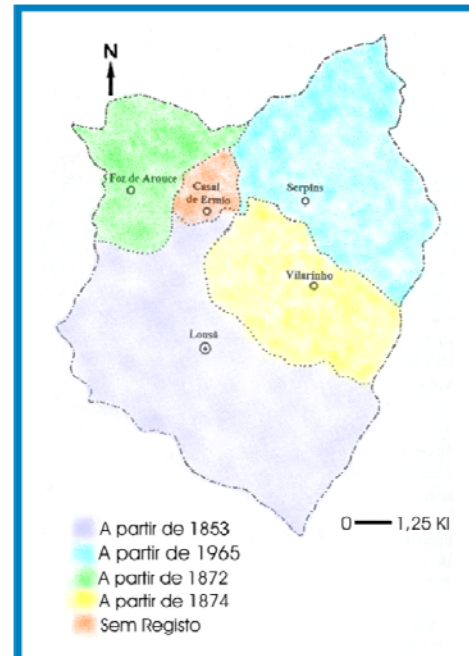 N
Foz de Arouce
Casal
de Ermio
Serpins
Vilarinho
Lousã
0 1,25 Kl
A partir de 1853
A partir de 1965
A partir de 1872
A partir de 1874
Sem Registo